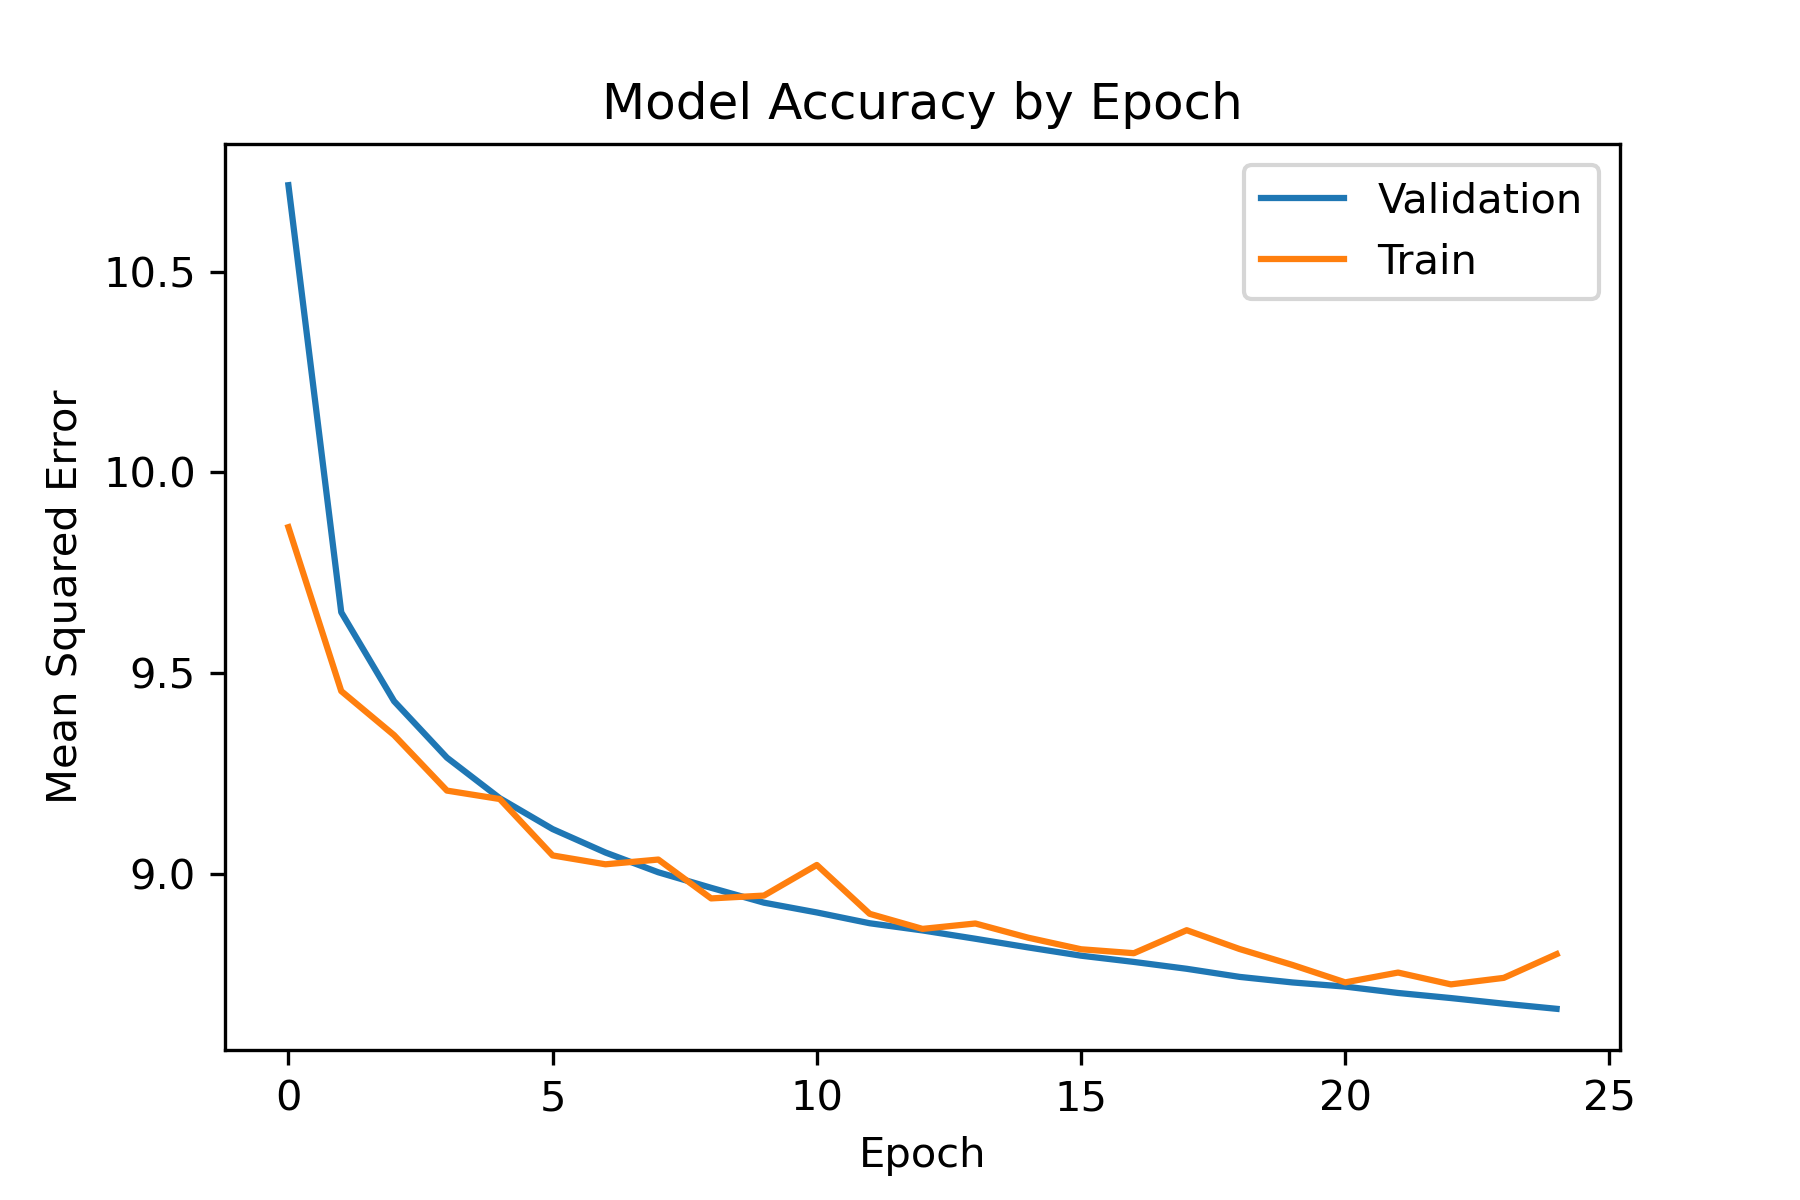 Model Accuracy by Epoch
Validation
Train
Mean Squared Error
10.5
10.0
9.5
9.0
0 5 10 15 20 25
Epoch